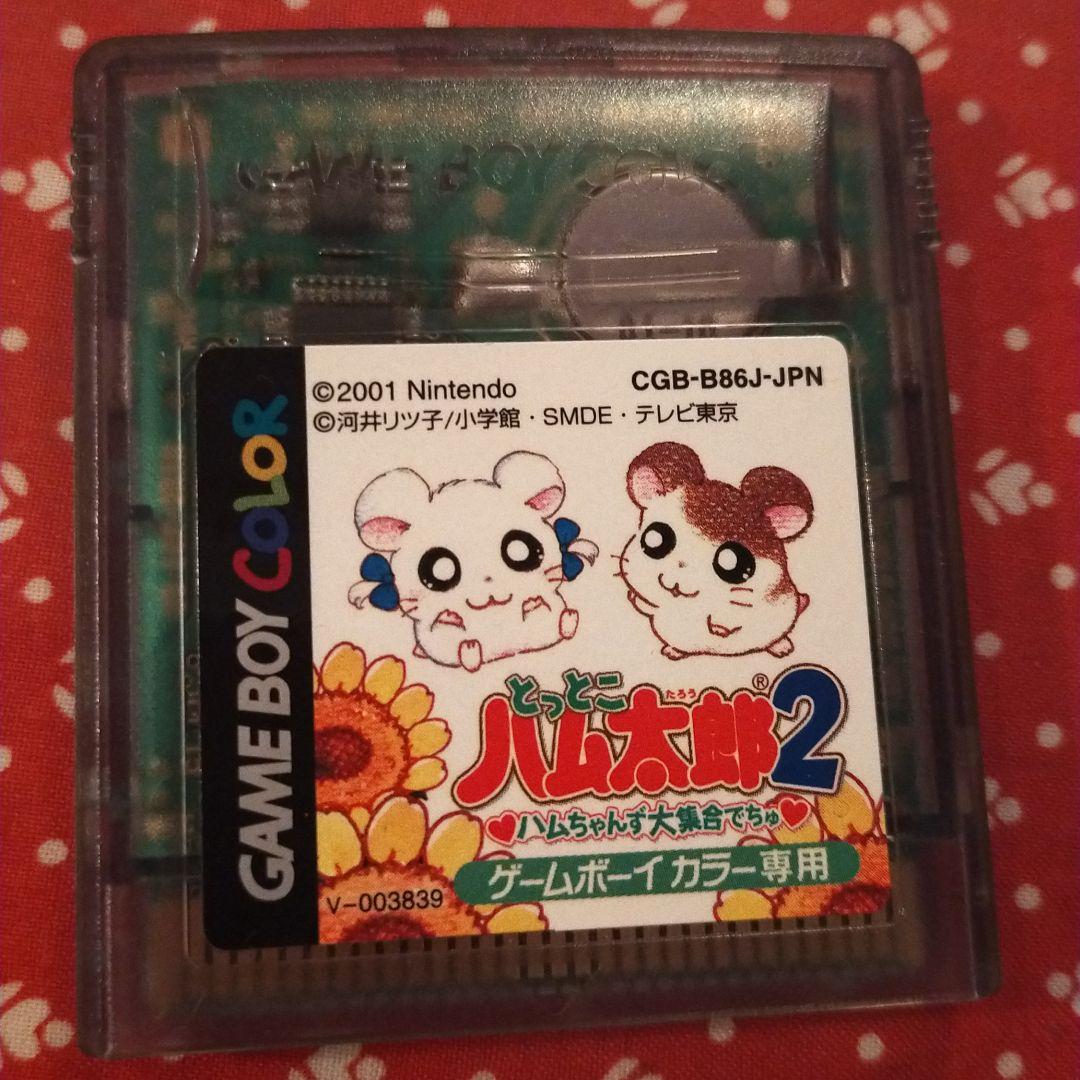 GAME BOY COLOR
GAME BOY COLOR
©2001 Nintendo
CGB-B86J-JPN
©河井リツ子/小学館・SMDE・テレビ東京
とっとこ
たろう
ハム太郎®2
♥ハムちゃんず大集合でちゅ♥
ゲームボーイ カラー専用
V-003839